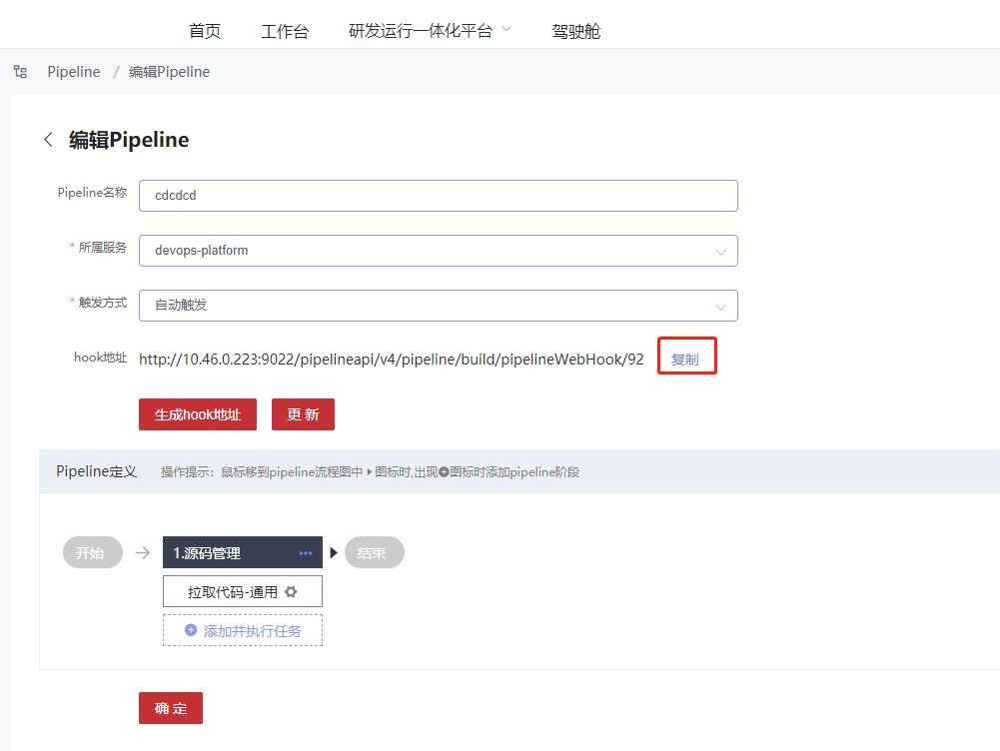 首页 工作台 研发运行一体化平台 驾驶舱
Pipeline / 编辑Pipeline
编辑Pipeline
Pipeline名称 cdcdcd
* 所属服务 devops-platform
* 触发方式 自动触发
hook地址 http://10.46.0.223:9022/pipelineapi/v4/pipeline/build/pipelineWebHook/92 复制
生成hook地址 更 新
Pipeline定义 操作提示: 鼠标移到pipeline流程图中图标时,出现图标时添加pipeline阶段
开始 1.源码管理 ··· 结束
拉取代码-通用
添加并执行任务
确 定